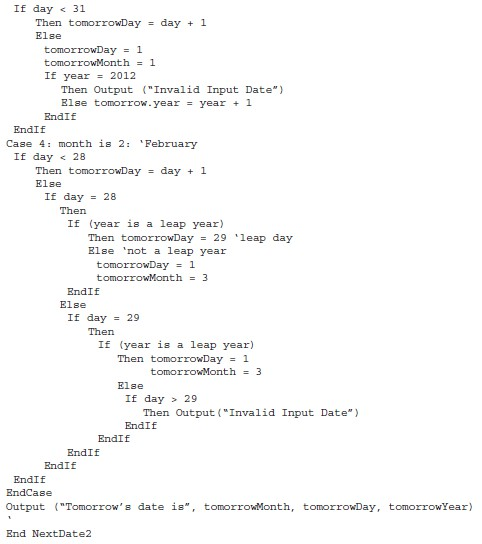 If day < 31
Then tomorrowDay = day + 1
Else
tomorrowDay = 1
tomorrowMonth = 1
If year = 2012
Then Output ("Invalid Input Date")
Else tomorrow.year = year + 1
EndIf
EndIf
Case 4: month is 2: 'February
If day < 28
Then tomorrowDay = day + 1
Else
If day = 28
Then
If (year is a leap year)
Then tomorrowDay = 29 'leap day
Else 'not a leap year
tomorrowDay = 1
tomorrowMonth = 3
EndIf
Else
If day = 29
Then
If (year is a leap year)
Then tomorrowDay = 1
tomorrowMonth = 3
Else
If day > 29
Then Output("Invalid Input Date")
EndIf
EndIf
EndIf
EndIf
EndIf
EndCase
Output ("Tomorrow's date is", tomorrowMonth, tomorrowDay, tomorrowYear)
'
End NextDate2